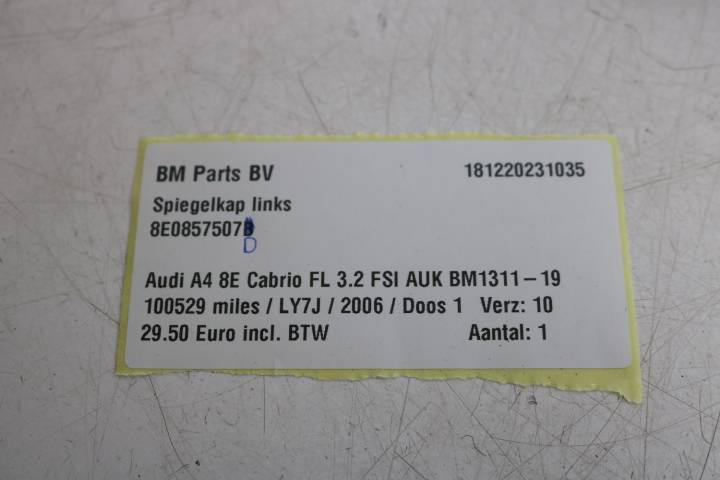 BM Parts BV 181220231035
Spiegelkap links
8E0857507
D
Audi A4 8E Cabrio FL 3.2 FSI AUK BM1311-19
100529 miles / LY7J / 2006 / Doos 1 Verz: 10
29.50 Euro incl. BTW Aantal: 1